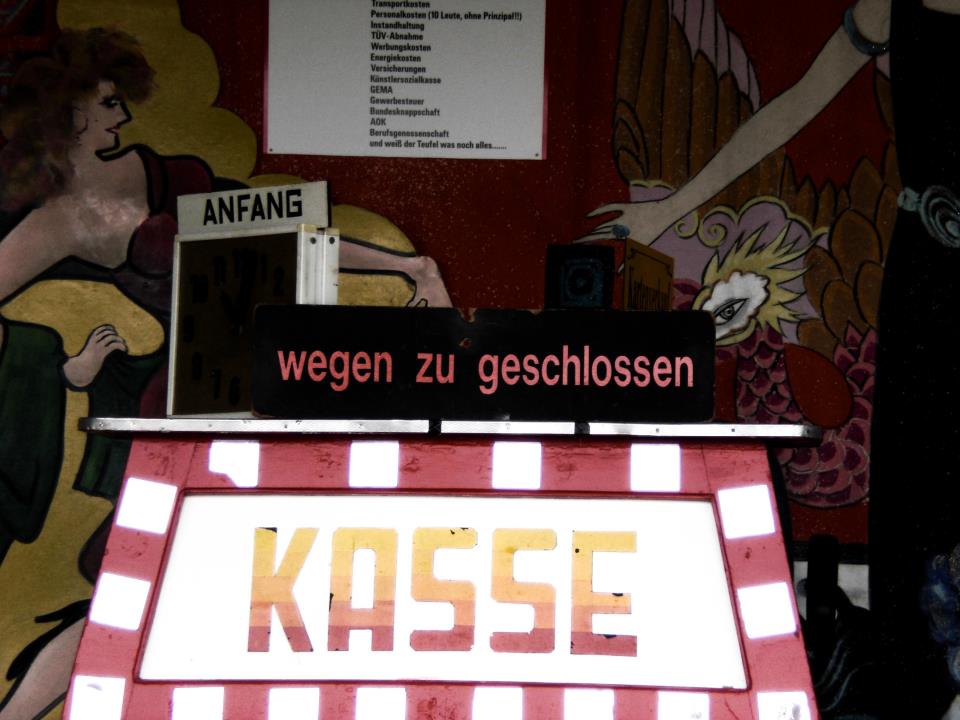 Transportkosten
Personalkosten (10 Leute, ohne Prinzipal!!)
Instandhaltung
TÜV-Abnahme
Werbungskosten
Energiekosten
Versicherungen
Künstlersozialkasse
GEMA
Gewerbesteuer
Bundesknappschaft
AOK
Berufsgenossenschaft
und weiß der Teufel was noch alles.......
ANFANG
wegen zu geschlossen
KASSE